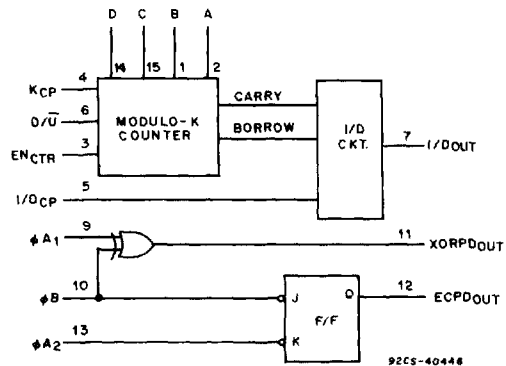 D C B A
14 15 1 2
KCP 4
D/U̅ 6
ENCTR 3
MODULO-K
COUNTER
CARRY
BORROW
I/D
CKT.
7 I/DOUT
I/DCP 5
ϕA1 9
11 XORPDOUT
ϕB 10
J Q
12 ECPDOUT
F/F
ϕA2 13
K
92CS-40446